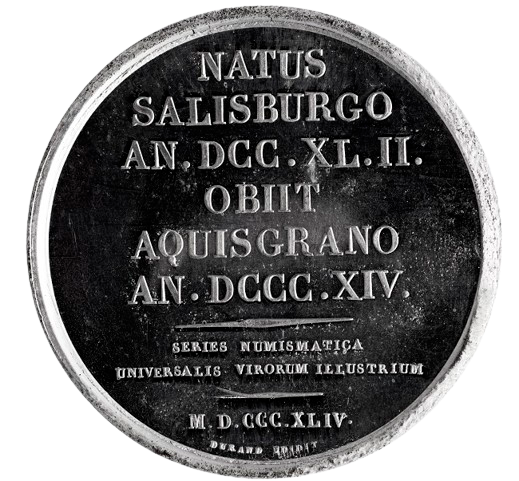 NATUS
SALISBURGO
AN. DCC. XL. II.
OBIIT
AQUISGRANO
AN. DCCC. XIV.
SERIES NUMISMATICA
UNIVERSALIS VIRORUM ILLUSTRIUM
M. D. CCC. XLIV.
DURAND EDIDIT